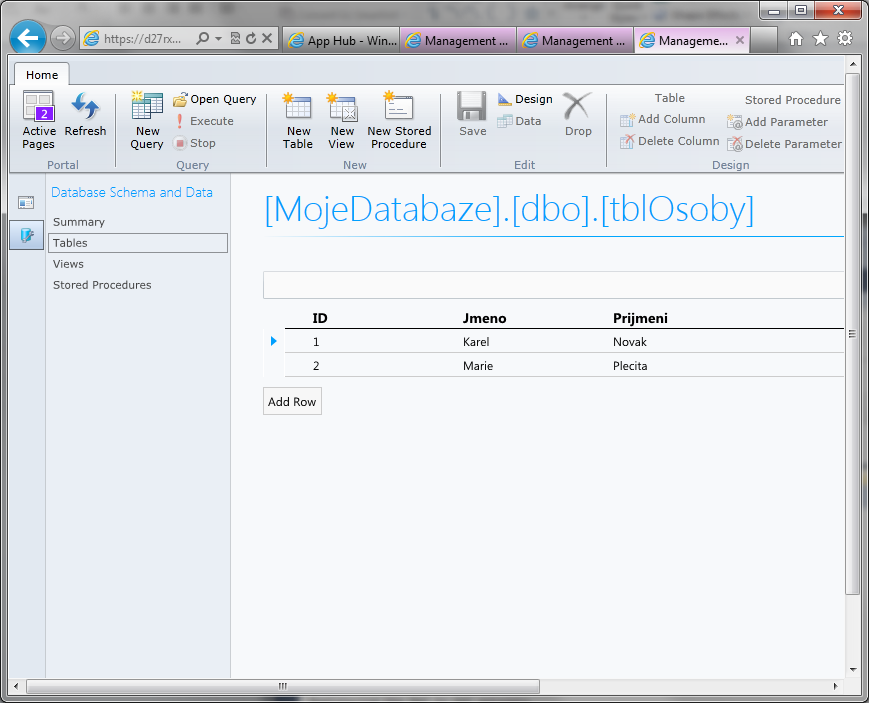 https://d27rx...
App Hub - Win...
Management ...
Management ...
Manageme...
Home
Active Pages
2
Refresh
Portal
New Query
Open Query
Execute
Stop
Query
New Table
New View
New Stored Procedure
New
Save
Design
Data
Drop
Edit
Table
Add Column
Delete Column
Stored Procedure
Add Parameter
Delete Parameter
Design
Database Schema and Data
Summary
Tables
Views
Stored Procedures
[MojeDatabaze].[dbo].[tblOsoby]
ID Jmeno Prijmeni
1 Karel Novak
2 Marie Plecita
Add Row